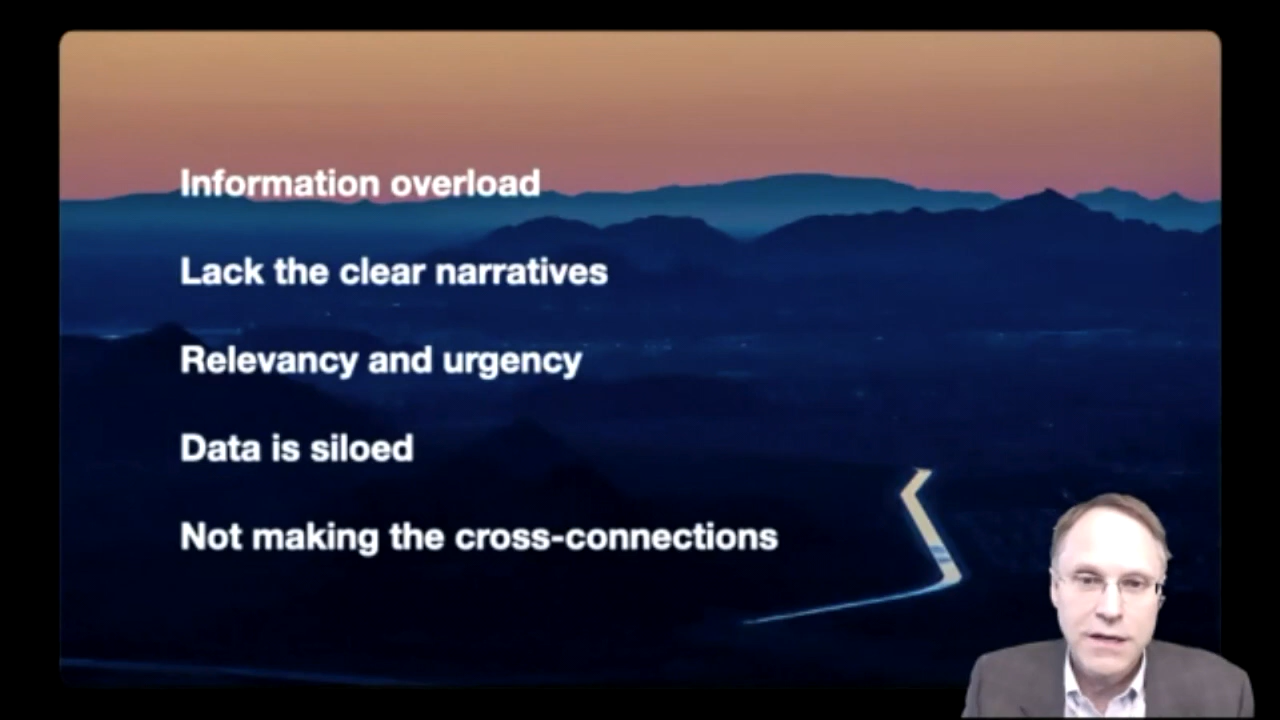 Information overload
Lack the clear narratives
Relevancy and urgency
Data is siloed
Not making the cross-connections